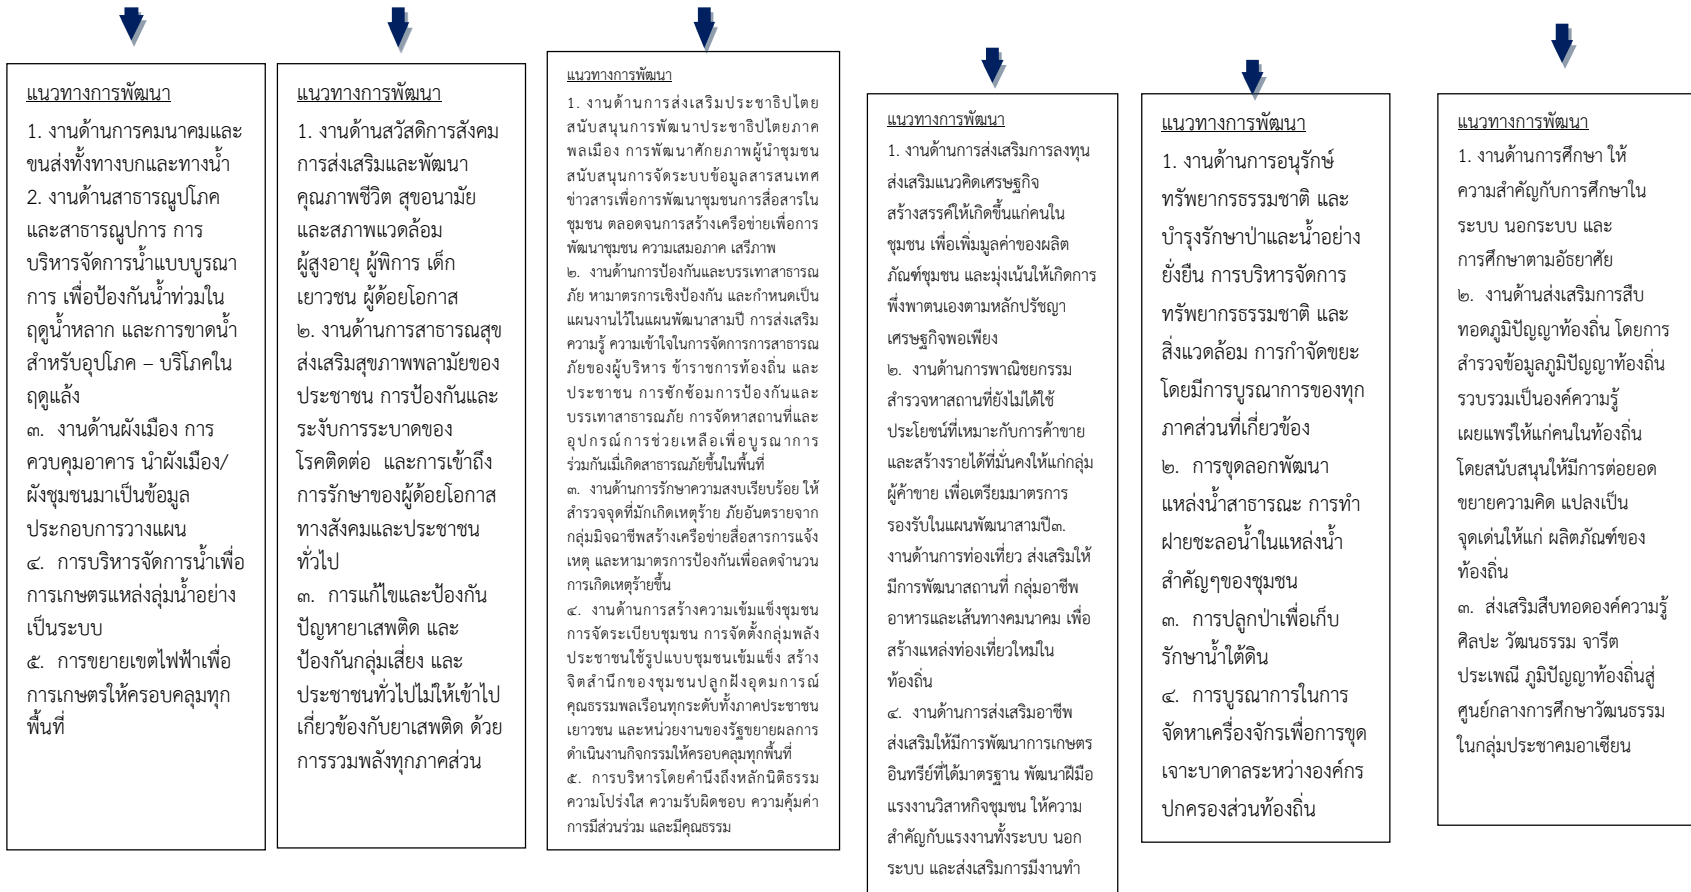 แนวทางการพัฒนา
1. งานด้านการคมนาคมและ
ขนส่งทั้งทางบกและทางน้ำ
2. งานด้านสาธารณูปโภค
และสาธารณูปการ การ
บริหารจัดการน้ำแบบบูรณา
การ เพื่อป้องกันน้ำท่วมใน
ฤดูน้ำหลาก และการขาดน้ำ
สำหรับอุปโภค – บริโภคใน
ฤดูแล้ง
๓. งานด้านผังเมือง การ
ควบคุมอาคาร นำผังเมือง/
ผังชุมชนมาเป็นข้อมูล
ประกอบการวางแผน
๔. การบริหารจัดการน้ำเพื่อ
การเกษตรแหล่งลุ่มน้ำอย่าง
เป็นระบบ
๕. การขยายเขตไฟฟ้าเพื่อ
การเกษตรให้ครอบคลุมทุก
พื้นที่
แนวทางการพัฒนา
1. งานด้านสวัสดิการสังคม
การส่งเสริมและพัฒนา
คุณภาพชีวิต สุขอนามัย
และสภาพแวดล้อม
ผู้สูงอายุ ผู้พิการ เด็ก
เยาวชน ผู้ด้อยโอกาส
๒. งานด้านการสาธารณสุข
ส่งเสริมสุขภาพพลามัยของ
ประชาชน การป้องกันและ
ระงับการระบาดของ
โรคติดต่อ และการเข้าถึง
การรักษาของผู้ด้อยโอกาส
ทางสังคมและประชาชน
ทั่วไป
๓. การแก้ไขและป้องกัน
ปัญหายาเสพติด และ
ป้องกันกลุ่มเสี่ยง และ
ประชาชนทั่วไปไม่ให้เข้าไป
เกี่ยวข้องกับยาเสพติด ด้วย
การรวมพลังทุกภาคส่วน
แนวทางการพัฒนา
1. งานด้านการส่งเสริมประชาธิปไตย
สนับสนุนการพัฒนาประชาธิปไตยภาค
พลเมือง การพัฒนาศักยภาพผู้นำชุมชน
สนับสนุนการจัดระบบข้อมูลสารสนเทศ
ข่าวสารเพื่อการพัฒนาชุมชนการสื่อสารใน
ชุมชน ตลอดจนการสร้างเครือข่ายเพื่อการ
พัฒนาชุมชน ความเสมอภาค เสรีภาพ
๒. งานด้านการป้องกันและบรรเทาสาธารณ
ภัย หามาตรการเชิงป้องกัน และกำหนดเป็น
แผนงานไว้ในแผนพัฒนาสามปี การส่งเสริม
ความรู้ ความเข้าใจในการจัดการการสาธารณ
ภัยของผู้บริหาร ข้าราชการท้องถิ่น และ
ประชาชน การซักซ้อมการป้องกันและ
บรรเทาสาธารณภัย การจัดหาสถานที่และ
อุปกรณ์การช่วยเหลือเพื่อบูรณาการ
ร่วมกันเมื่เกิดสาธารณภัยขึ้นในพื้นที่
๓. งานด้านการรักษาความสงบเรียบร้อย ให้
สำรวจจุดที่มักเกิดเหตุร้าย ภัยอันตรายจาก
กลุ่มมิจฉาชีพสร้างเครือข่ายสื่อสารการแจ้ง
เหตุ และหามาตรการป้องกันเพื่อลดจำนวน
การเกิดเหตุร้ายขึ้น
๔. งานด้านการสร้างความเข้มแข็งชุมชน
การจัดระเบียบชุมชน การจัดตั้งกลุ่มพลัง
ประชาชนใช้รูปแบบชุมชนเข้มแข็ง สร้าง
จิตสำนึกของชุมชนปลูกฝังอุดมการณ์
คุณธรรมพลเรือนทุกระดับทั้งภาคประชาชน
เยาวชน และหน่วยงานของรัฐขยายผลการ
ดำเนินงานกิจกรรมให้ครอบคลุมทุกพื้นที่
๕. การบริหารโดยคำนึงถึงหลักนิติธรรม
ความโปร่งใส ความรับผิดชอบ ความคุ้มค่า
การมีส่วนร่วม และมีคุณธรรม
แนวทางการพัฒนา
1. งานด้านการส่งเสริมการลงทุน
ส่งเสริมแนวคิดเศรษฐกิจ
สร้างสรรค์ให้เกิดขึ้นแก่คนใน
ชุมชน เพื่อเพิ่มมูลค่าของผลิต
ภัณฑ์ชุมชน และมุ่งเน้นให้เกิดการ
พึ่งพาตนเองตามหลักปรัชญา
เศรษฐกิจพอเพียง
๒. งานด้านการพาณิชยกรรม
สำรวจหาสถานที่ยังไม่ได้ใช้
ประโยชน์ที่เหมาะกับการค้าขาย
และสร้างรายได้ที่มั่นคงให้แก่กลุ่ม
ผู้ค้าขาย เพื่อเตรียมมาตรการ
รองรับในแผนพัฒนาสามปี๓.
งานด้านการท่องเที่ยว ส่งเสริมให้
มีการพัฒนาสถานที่ กลุ่มอาชีพ
อาหารและเส้นทางคมนาคม เพื่อ
สร้างแหล่งท่องเที่ยวใหม่ใน
ท้องถิ่น
๔. งานด้านการส่งเสริมอาชีพ
ส่งเสริมให้มีการพัฒนาการเกษตร
อินทรีย์ที่ได้มาตรฐาน พัฒนาฝีมือ
แรงงานวิสาหกิจชุมชน ให้ความ
สำคัญกับแรงงานทั้งระบบ นอก
ระบบ และส่งเสริมการมีงานทำ
แนวทางการพัฒนา
1. งานด้านการอนุรักษ์
ทรัพยากรธรรมชาติ และ
บำรุงรักษาป่าและน้ำอย่าง
ยั่งยืน การบริหารจัดการ
ทรัพยากรธรรมชาติ และ
สิ่งแวดล้อม การกำจัดขยะ
โดยมีการบูรณาการของทุก
ภาคส่วนที่เกี่ยวข้อง
๒. การขุดลอกพัฒนา
แหล่งน้ำสาธารณะ การทำ
ฝายชะลอน้ำในแหล่งน้ำ
สำคัญๆของชุมชน
๓. การปลูกป่าเพื่อเก็บ
รักษาน้ำใต้ดิน
๔. การบูรณาการในการ
จัดหาเครื่องจักรเพื่อการขุด
เจาะบาดาลระหว่างองค์กร
ปกครองส่วนท้องถิ่น
แนวทางการพัฒนา
1. งานด้านการศึกษา ให้
ความสำคัญกับการศึกษาใน
ระบบ นอกระบบ และ
การศึกษาตามอัธยาศัย
๒. งานด้านส่งเสริมการสืบ
ทอดภูมิปัญญาท้องถิ่น โดยการ
สำรวจข้อมูลภูมิปัญญาท้องถิ่น
รวบรวมเป็นองค์ความรู้
เผยแพร่ให้แก่คนในท้องถิ่น
โดยสนับสนุนให้มีการต่อยอด
ขยายความคิด แปลงเป็น
จุดเด่นให้แก่ ผลิตภัณฑ์ของ
ท้องถิ่น
๓. ส่งเสริมสืบทอดองค์ความรู้
ศิลปะ วัฒนธรรม จารีต
ประเพณี ภูมิปัญญาท้องถิ่นสู่
ศูนย์กลางการศึกษาวัฒนธรรม
ในกลุ่มประชาคมอาเซียน